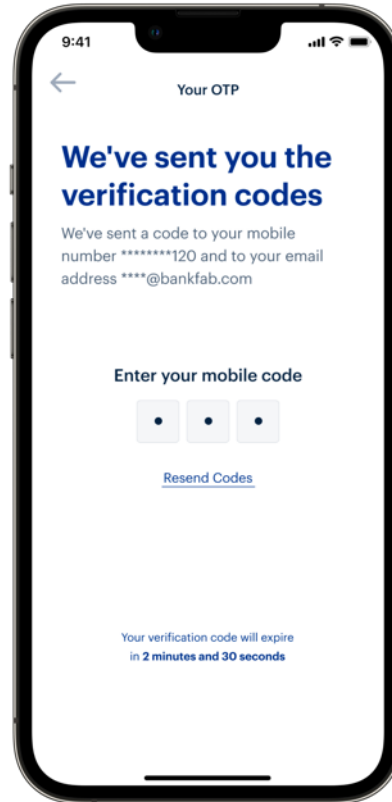 9:41
Your OTP
We've sent you the
verification codes
We've sent a code to your mobile
number ********120 and to your email
address ****@bankfab.com
Enter your mobile code
Resend Codes
Your verification code will expire
in 2 minutes and 30 seconds